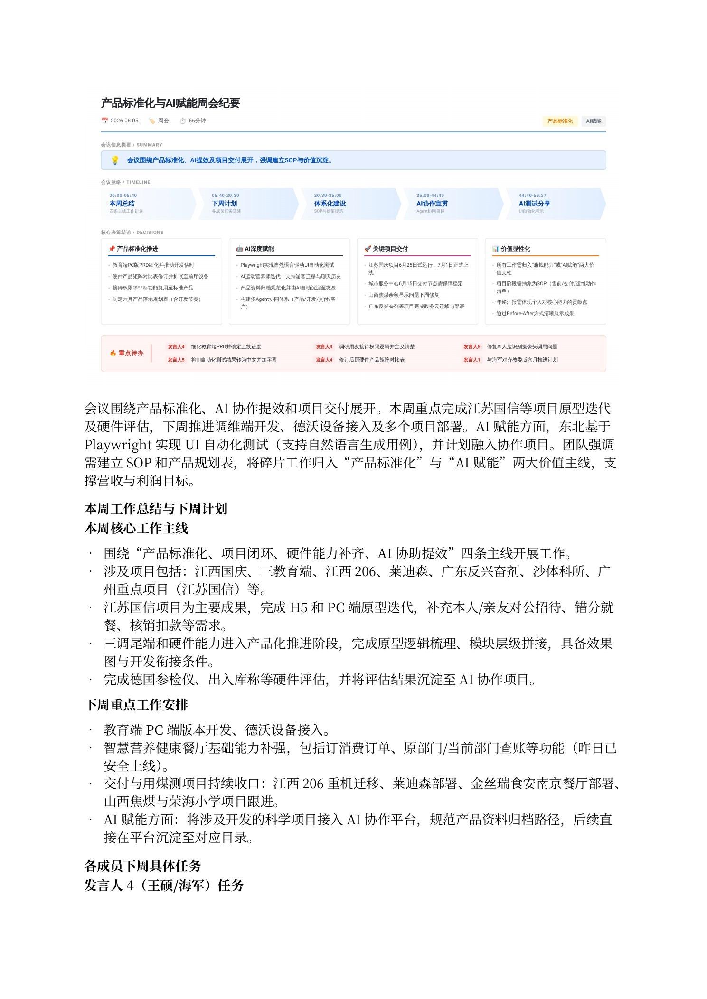 产品标准化与AI赋能周会纪要
2026-06-05 周会 56分钟 产品标准化 AI赋能
会议信息摘要 / SUMMARY
会议围绕产品标准化、AI提效及项目交付展开，强调建立SOP与价值沉淀。
会议脉络 / TIMELINE
00:00-05:40
本周总结
四条主线工作进展
05:40-20:30
下周计划
各成员任务陈述
20:30-35:00
体系化建设
SOP与价值提炼
35:00-44:40
AI协作宣贯
Agent协同目标
44:40-56:37
AI测试分享
UI自动化演示
核心决策结论 / DECISIONS
产品标准化推进
教育端PC版PRD细化并推动开发估时
硬件产品矩阵对比表修订并扩展至前厅设备
接待权限等非标功能复用至标准产品
制定六月产品落地规划表（含开发节奏）
AI深度赋能
Playwright实现自然语言驱动UI自动化测试
AI运动营养师迭代：支持游客迁移与聊天历史
产品资料归档规范化并由AI自动沉淀至微盘
构建多Agent协同体系（产品/开发/交付/客
户）
关键项目交付
江苏国庆项目6月25日试运行，7月1日正式上
线
城市服务中心6月15日交付节点需保障稳定
山西焦煤余额显示问题下周修复
广东反兴奋剂等项目完成政务云迁移与部署
价值显性化
所有工作需归入“赚钱能力”或“AI赋能”两大价
值支柱
项目阶段需抽象为SOP（售前/交付/运维动作
清单）
年终汇报需体现个人对核心能力的贡献点
通过Before-After方式清晰展示成果
重点待办
发言人4 细化教育端PRD并确定上线进度
发言人3 调研用友接待权限逻辑并定义清楚
发言人5 修复AI人脸识别摄像头调用问题
发言人5 将UI自动化测试结果转为中文并加字幕
发言人4 修订后厨硬件产品矩阵对比表
发言人1 与海军对齐教委版六月推进计划
会议围绕产品标准化、AI 协作提效和项目交付展开。本周重点完成江苏国信等项目原型迭代
及硬件评估，下周推进调维端开发、德沃设备接入及多个项目部署。AI 赋能方面，东北基于
Playwright 实现 UI 自动化测试（支持自然语言生成用例），并计划融入协作项目。团队强调
需建立 SOP 和产品规划表，将碎片工作归入“产品标准化”与“AI 赋能”两大价值主线，支
撑营收与利润目标。
本周工作总结与下周计划
本周核心工作主线
· 围绕“产品标准化、项目闭环、硬件能力补齐、AI 协助提效”四条主线开展工作。
· 涉及项目包括：江西国庆、三教育端、江西 206、莱迪森、广东反兴奋剂、沙体科所、广
州重点项目（江苏国信）等。
· 江苏国信项目为主要成果，完成 H5 和 PC 端原型迭代，补充本人/亲友对公招待、错分就
餐、核销扣款等需求。
· 三调尾端和硬件能力进入产品化推进阶段，完成原型逻辑梳理、模块层级拼接，具备效果
图与开发衔接条件。
· 完成德国参检仪、出入库称等硬件评估，并将评估结果沉淀至 AI 协作项目。
下周重点工作安排
· 教育端 PC 端版本开发、德沃设备接入。
· 智慧营养健康餐厅基础能力补强，包括订消费订单、原部门/当前部门查账等功能（昨日已
安全上线）。
· 交付与用煤测项目持续收口：江西 206 重机迁移、莱迪森部署、金丝瑞食安南京餐厅部署、
山西焦煤与荣海小学项目跟进。
· AI 赋能方面：将涉及开发的科学项目接入 AI 协作平台，规范产品资料归档路径，后续直
接在平台沉淀至对应目录。
各成员下周具体任务
发言人 4（王硕/海军）任务